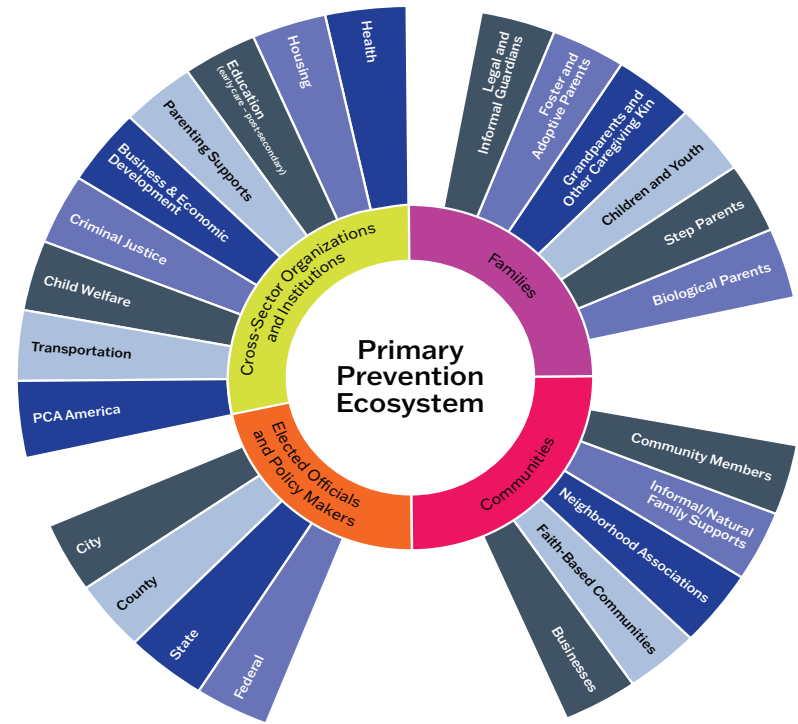 Primary
Prevention
Ecosystem
Families
Legal and
Informal Guardians
Foster and
Adoptive Parents
Grandparents and
Other Caregiving Kin
Children and Youth
Step Parents
Biological Parents
Communities
Community Members
Informal/Natural
Family Supports
Neighborhood Associations
Faith-Based Communities
Businesses
Elected Officials
and Policy Makers
Federal
State
County
City
Cross-Sector Organizations
and Institutions
PCA America
Transportation
Child Welfare
Criminal Justice
Business & Economic
Development
Parenting Supports
Education
(early care – post-secondary)
Housing
Health